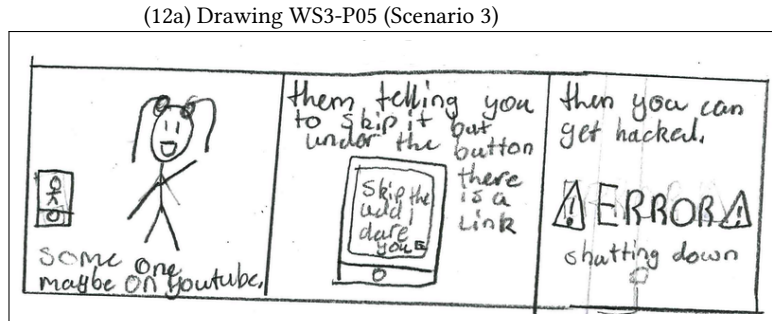 (12a) Drawing WS3-P05 (Scenario 3)
some one
maybe on youtube.
them telling you
to skip it but
under the button
there
is a
Link
Skip the
add i
dare
you
then you can
get hacked.
ERROR
shutting down